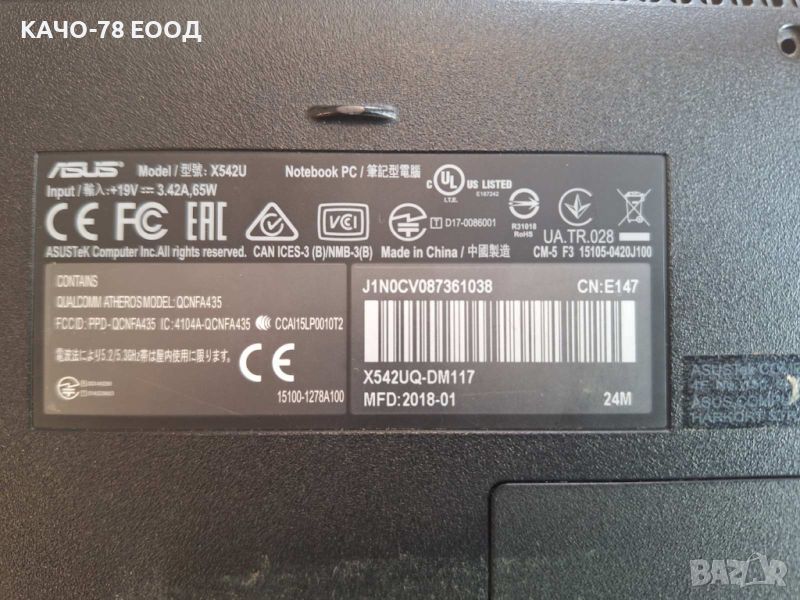 КАЧО-78 ЕООД
ASUS Model / 型號: X542U Notebook PC / 筆記型電腦
Input / 輸入: +19V 3.42A, 65W
C UL US LISTED
I.T.E. E187242
CE FC EAC VCI T D17-0086001 R31018 RoHS UA.TR.028
ASUSTeK Computer Inc.All rights reserved. CAN ICES-3 (B)/NMB-3(B) Made in China / 中國製造 CM-5 F3 15105-0420J100
CONTAINS
QUALCOMM ATHEROS MODEL: QCNFA435
FCC ID: PPD-QCNFA435 IC: 4104A-QCNFA435 CCAI15LP0010T2
電波法により5.2/5.3GHz帯は屋内使用に限ります。
CE
15100-1278A100
J1N0CV087361038 CN:E147
X542UQ-DM117
MFD:2018-01 24M
BAZAR